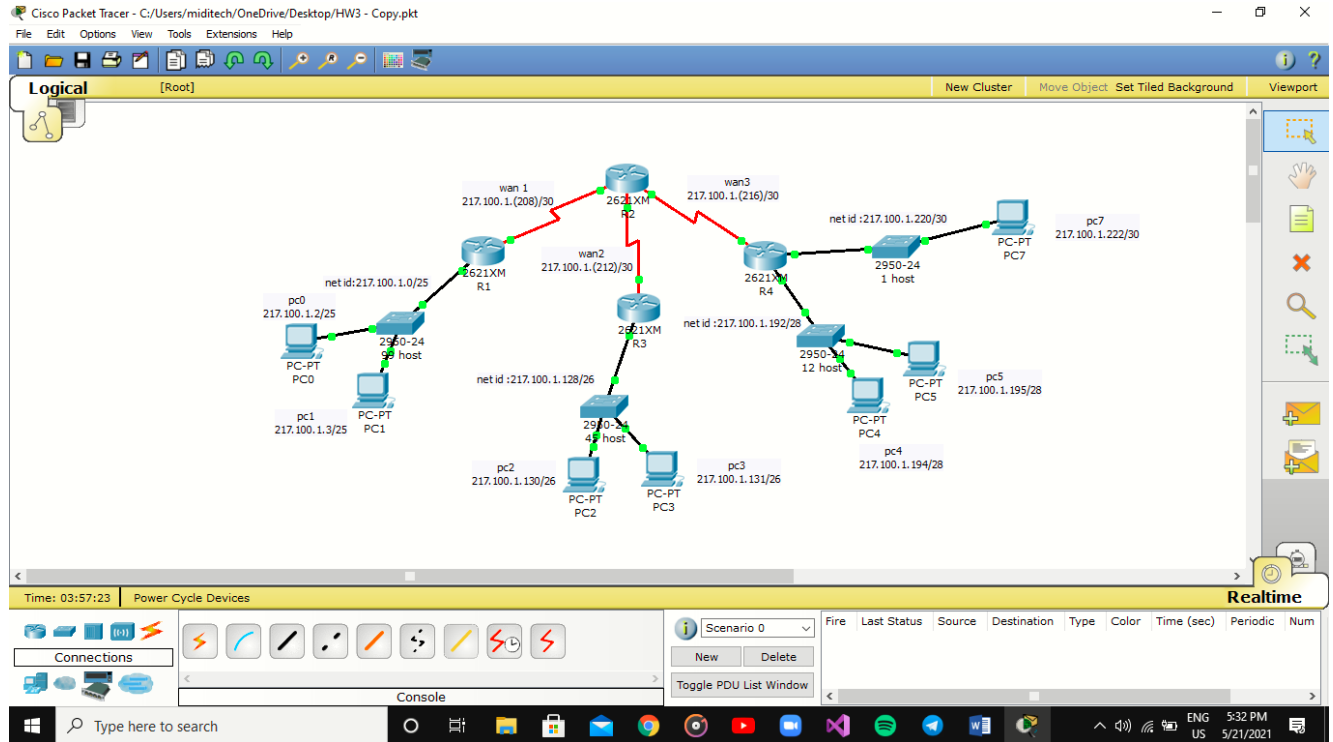 Cisco Packet Tracer - C:/Users/miditech/OneDrive/Desktop/HW3 - Copy.pkt
File Edit Options View Tools Extensions Help
Logical [Root] New Cluster Move Object Set Tiled Background Viewport
wan 1
217.100.1.(208)/30
2621XM
R2
wan3
217.100.1.(216)/30
net id :217.100.1.220/30
pc7
217.100.1.222/30
PC-PT
PC7
2950-24
1 host
wan2
217.100.1.(212)/30
2621XM
R1
2621XM
R4
net id:217.100.1.0/25
pc0
217.100.1.2/25
2950-24
99 host
PC-PT
PC0
2621XM
R3
net id :217.100.1.192/28
2950-24
12 host
pc1
217.100.1.3/25
PC-PT
PC1
net id :217.100.1.128/26
2950-24
45 host
PC-PT
PC5
pc5
217.100.1.195/28
PC-PT
PC4
pc4
217.100.1.194/28
pc2
217.100.1.130/26
PC-PT
PC2
PC-PT
PC3
pc3
217.100.1.131/26
Time: 03:57:23 Power Cycle Devices Realtime
Connections
Console
Scenario 0
New Delete
Toggle PDU List Window
Fire Last Status Source Destination Type Color Time (sec) Periodic Num
Type here to search
ENG
US
5:32 PM
5/21/2021